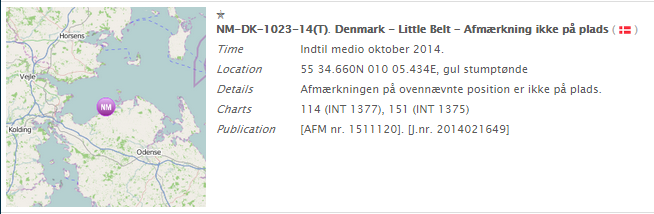 NM-DK-1023-14(T). Denmark - Little Belt - Afmærkning ikke på plads ( )
Time Indtil medio oktober 2014.
Location 55 34.660N 010 05.434E, gul stumptønde
Details Afmærkningen på ovennævnte position er ikke på plads.
Charts 114 (INT 1377), 151 (INT 1375)
Publication [AFM nr. 1511120]. [J.nr. 2014021649]
Horsens
Vejle
NM
Kolding
Odense